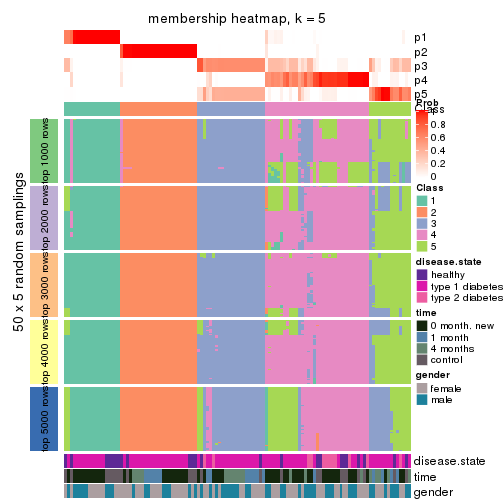 membership heatmap, k = 5
p1
p2
p3
p4
p5
Class
Prob
1
0.8
0.6
0.4
0.2
0
Class
1
2
3
4
5
disease.state
healthy
type 1 diabetes
type 2 diabetes
time
0 month. new
1 month
4 months
control
gender
female
male
50 x 5 random samplings
top 1000 rows
top 2000 rows
top 3000 rows
top 4000 rows
top 5000 rows
disease.state
time
gender